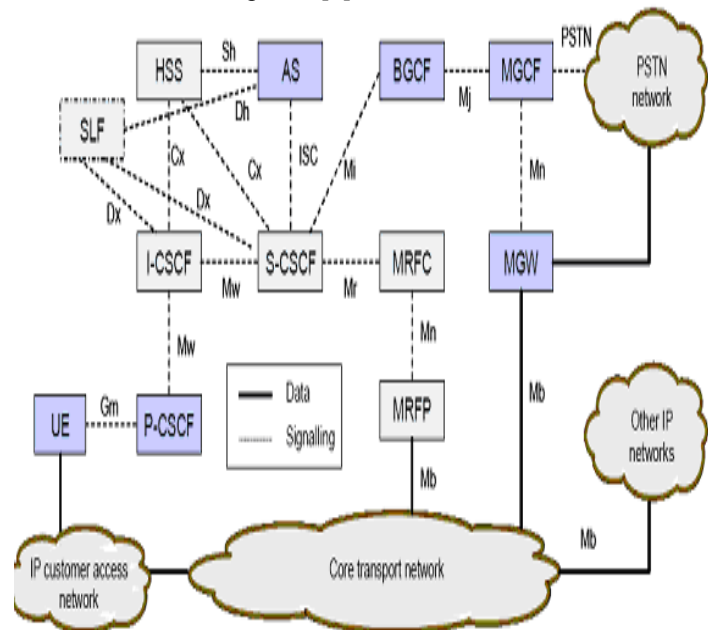 PSTN
HSS
Sh
AS
BGCF
Mj
MGCF
PSTN
network
SLF
Dh
Cx
Cx
ISC
Mi
Mn
Dx
Dx
I-CSCF
Mw
S-CSCF
Mr
MRFC
MGW
Mw
Mn
Mb
UE
Gm
P-CSCF
Data
Signalling
MRFP
Other IP
networks
Mb
Mb
IP customer access
network
Core transport network